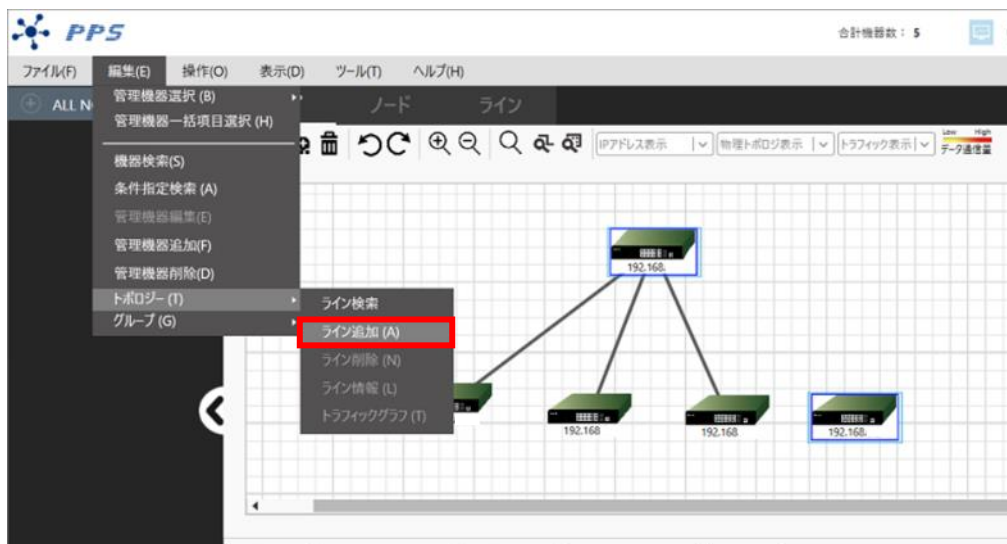 PPS
合計機器数： 5
ファイル(F) 編集(E) 操作(O) 表示(D) ツール(T) ヘルプ(H)
ALL N ノード ライン
管理機器選択 (B)
管理機器一括項目選択 (H)
機器検索(S)
条件指定検索 (A)
管理機器編集(E)
管理機器追加(F)
管理機器削除(D)
トポロジー (T)
グループ (G)
ライン検索
ライン追加 (A)
ライン削除 (N)
ライン情報 (L)
トラフィックグラフ (T)
IPアドレス表示 物理トポロジ表示 トラフィック表示
Low High
データ通信量
192.168.
192.168
192.168.
192.168.